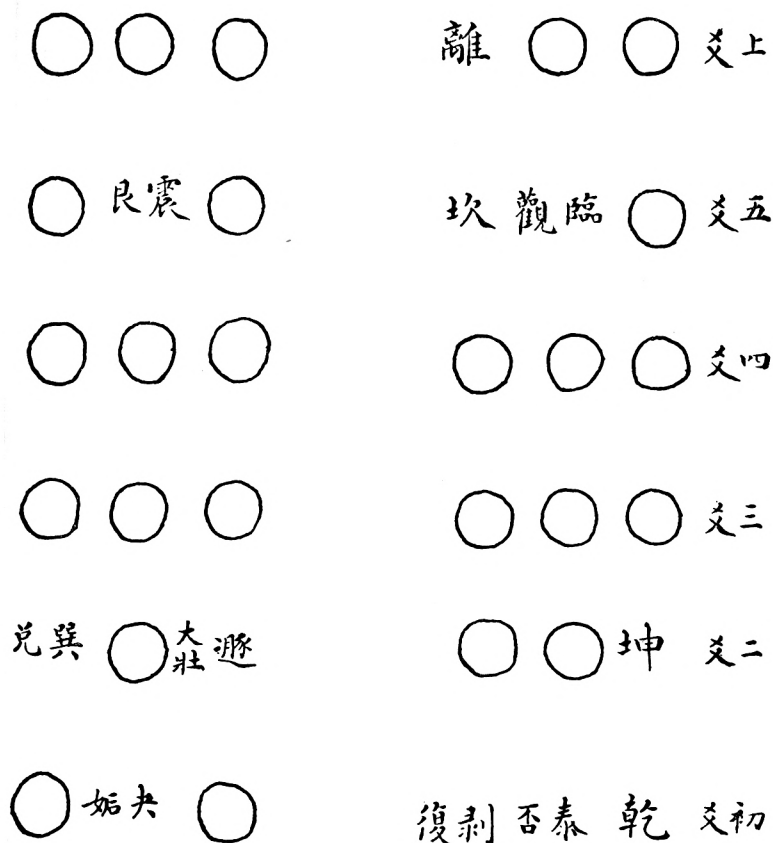 上爻 離
五爻 臨觀 坎 震艮
四爻
三爻
二爻 坤 遯 大壯 巽兌
初爻 乾 泰否 剥復 夬姤